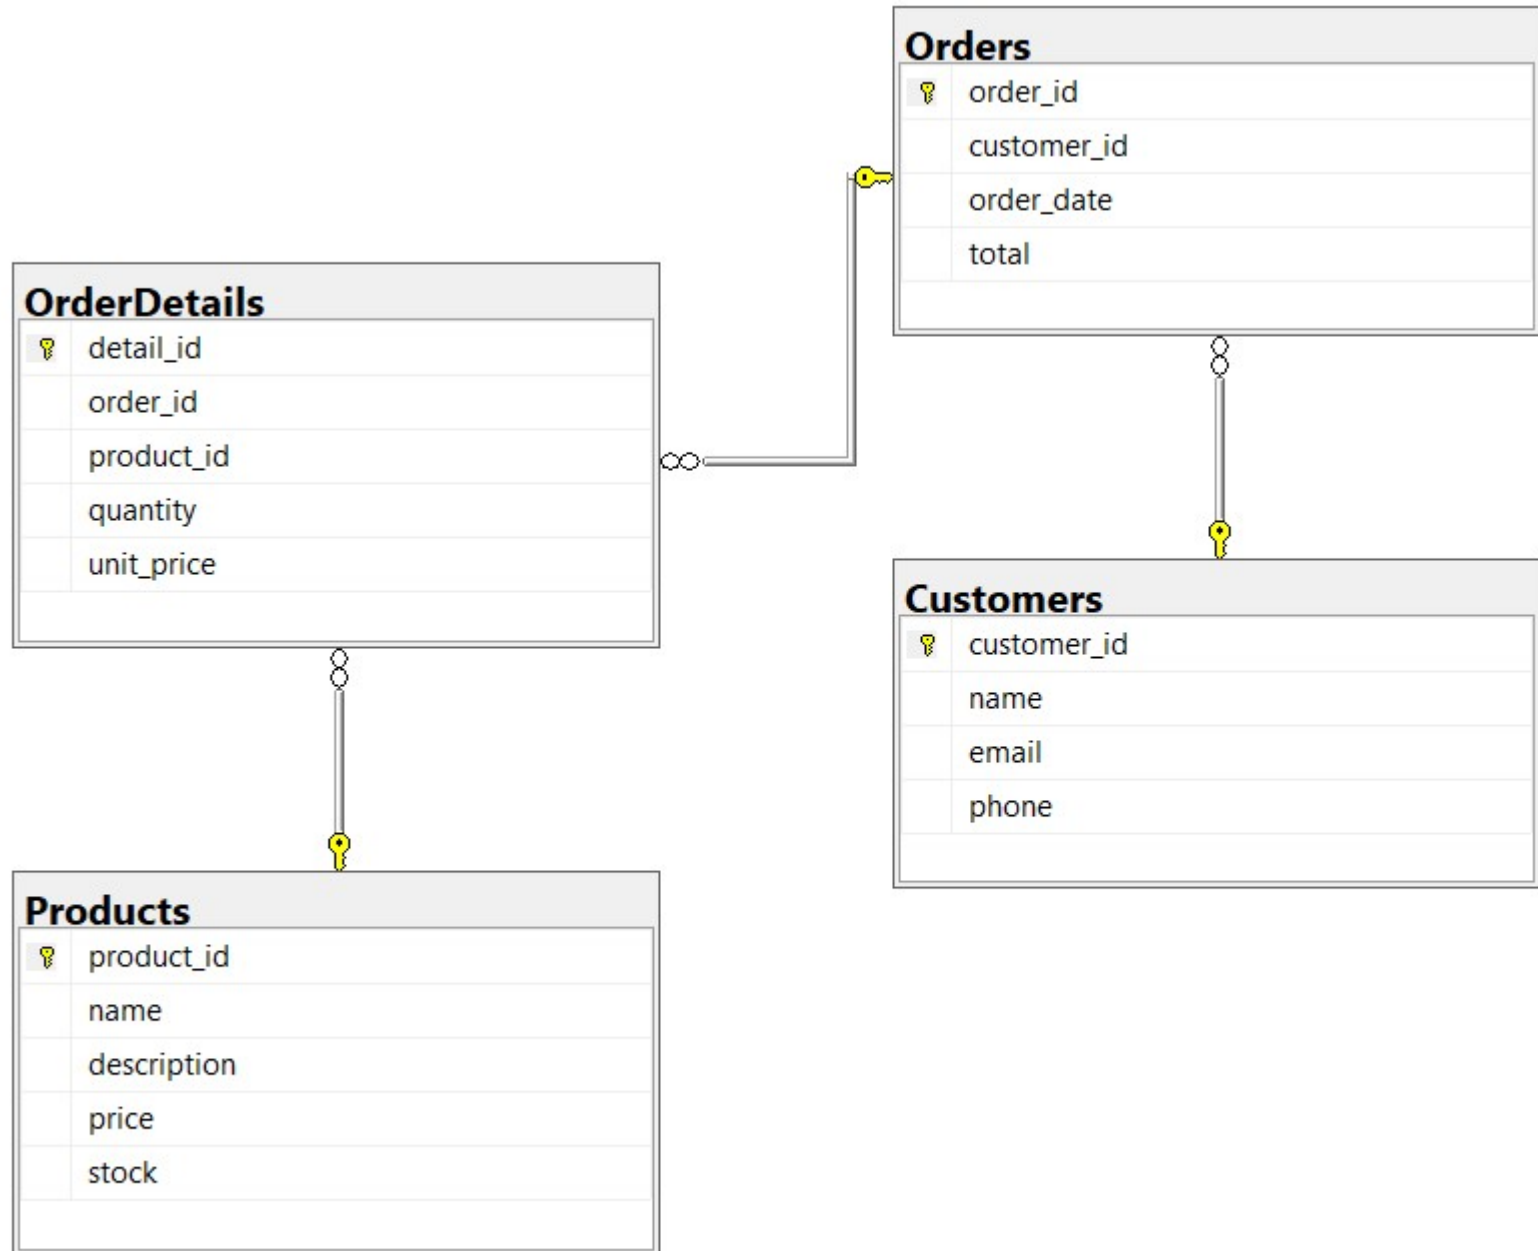 Orders
order_id
customer_id
order_date
total
OrderDetails
detail_id
order_id
product_id
quantity
unit_price
Customers
customer_id
name
email
phone
Products
product_id
name
description
price
stock